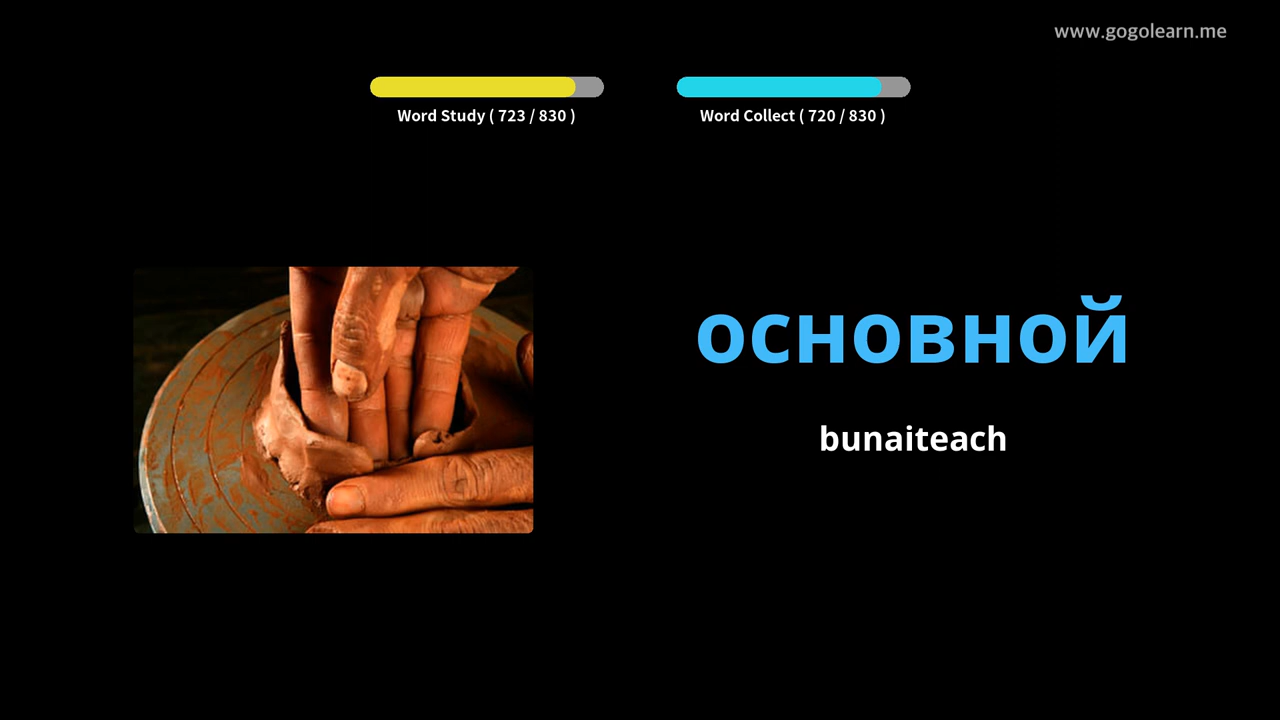 www.gogolearn.me
Word Study ( 723 / 830 )
Word Collect ( 720 / 830 )
основной
bunaiteach